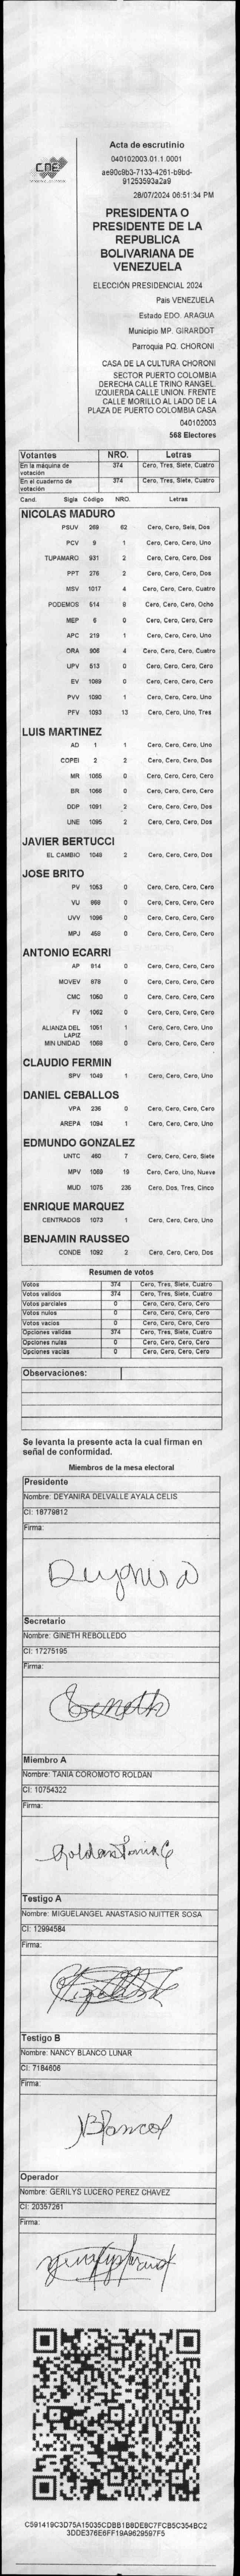 CNE
Acta de escrutinio
040102003.01.1.0001
ae90c9b3-7133-4261-b9bd-
91253593a2a9
28/07/2024 06:51:34 PM
PRESIDENTA O
PRESIDENTE DE LA
REPUBLICA
BOLIVARIANA DE
VENEZUELA
ELECCIÓN PRESIDENCIAL 2024
Pais VENEZUELA
Estado EDO. ARAGUA
Municipio MP. GIRARDOT
Parroquia PQ. CHORONI
CASA DE LA CULTURA CHORONI
SECTOR PUERTO COLOMBIA
DERECHA CALLE TRINO RANGEL.
IZQUIERDA CALLE UNION. FRENTE
CALLE MORILLO AL LADO DE LA
PLAZA DE PUERTO COLOMBIA CASA
040102003
568 Electores
Votantes NRO. Letras
En la máquina de votación 374 Cero, Tres, Siete, Cuatro
En el cuaderno de votación 374 Cero, Tres, Siete, Cuatro
Cand. Sigla Código NRO. Letras
NICOLAS MADURO
PSUV 269 62 Cero, Cero, Seis, Dos
PCV 9 1 Cero, Cero, Cero, Uno
TUPAMARO 931 2 Cero, Cero, Cero, Dos
PPT 276 2 Cero, Cero, Cero, Dos
MSV 1017 4 Cero, Cero, Cero, Cuatro
PODEMOS 514 8 Cero, Cero, Cero, Ocho
MEP 6 0 Cero, Cero, Cero, Cero
APC 219 1 Cero, Cero, Cero, Uno
ORA 906 4 Cero, Cero, Cero, Cuatro
UPV 613 0 Cero, Cero, Cero, Cero
EV 1089 0 Cero, Cero, Cero, Cero
PVV 1090 1 Cero, Cero, Cero, Uno
PFV 1093 13 Cero, Cero, Uno, Tres
LUIS MARTINEZ
AD 1 1 Cero, Cero, Cero, Uno
COPEI 2 2 Cero, Cero, Cero, Dos
MR 1065 0 Cero, Cero, Cero, Cero
BR 1066 0 Cero, Cero, Cero, Cero
DDP 1091 2 Cero, Cero, Cero, Dos
UNE 1095 2 Cero, Cero, Cero, Dos
JAVIER BERTUCCI
EL CAMBIO 1049 2 Cero, Cero, Cero, Dos
JOSE BRITO
PV 1053 0 Cero, Cero, Cero, Cero
VU 868 0 Cero, Cero, Cero, Cero
UVV 1096 0 Cero, Cero, Cero, Cero
MPJ 458 0 Cero, Cero, Cero, Cero
ANTONIO ECARRI
AP 814 0 Cero, Cero, Cero, Cero
MOVEV 878 0 Cero, Cero, Cero, Cero
CMC 1050 0 Cero, Cero, Cero, Cero
FV 1052 0 Cero, Cero, Cero, Cero
ALIANZA DEL LAPIZ 1051 1 Cero, Cero, Cero, Uno
MIN UNIDAD 1068 0 Cero, Cero, Cero, Cero
CLAUDIO FERMIN
SPV 1049 1 Cero, Cero, Cero, Uno
DANIEL CEBALLOS
VPA 236 0 Cero, Cero, Cero, Cero
AREPA 1094 1 Cero, Cero, Cero, Uno
EDMUNDO GONZALEZ
UNTC 460 7 Cero, Cero, Cero, Siete
MPV 1069 19 Cero, Cero, Uno, Nueve
MUD 1075 235 Cero, Dos, Tres, Cinco
ENRIQUE MARQUEZ
CENTRADOS 1073 1 Cero, Cero, Cero, Uno
BENJAMIN RAUSSEO
CONDE 1092 2 Cero, Cero, Cero, Dos
Resumen de votos
Votos 374 Cero, Tres, Siete, Cuatro
Votos validos 374 Cero, Tres, Siete, Cuatro
Votos parciales 0 Cero, Cero, Cero, Cero
Votos nulos 0 Cero, Cero, Cero, Cero
Votos vacios 0 Cero, Cero, Cero, Cero
Opciones validas 374 Cero, Tres, Siete, Cuatro
Opciones nulas 0 Cero, Cero, Cero, Cero
Opciones vacias 0 Cero, Cero, Cero, Cero
Observaciones:
Se levanta la presente acta la cual firman en
señal de conformidad.
Miembros de la mesa electoral
Presidente
Nombre: DEYANIRA DELVALLE AYALA CELIS
CI: 18779812
Firma:
Deyanira
Secretario
Nombre: GINETH REBOLLEDO
CI: 17275195
Firma:
Gineth
Miembro A
Nombre: TANIA COROMOTO ROLDAN
CI: 10754322
Firma:
Roldan Tania C
Testigo A
Nombre: MIGUELANGEL ANASTASIO NUITTER SOSA
CI: 12994584
Firma:
Testigo B
Nombre: NANCY BLANCO LUNAR
CI: 7184606
Firma:
NBlanco
Operador
Nombre: GERILYS LUCERO PEREZ CHAVEZ
CI: 20357261
Firma:
C591419C3D75A15035CDBB1B8DE8C7FCB5C354BC2
3DDE376E6FF19A9629597F5